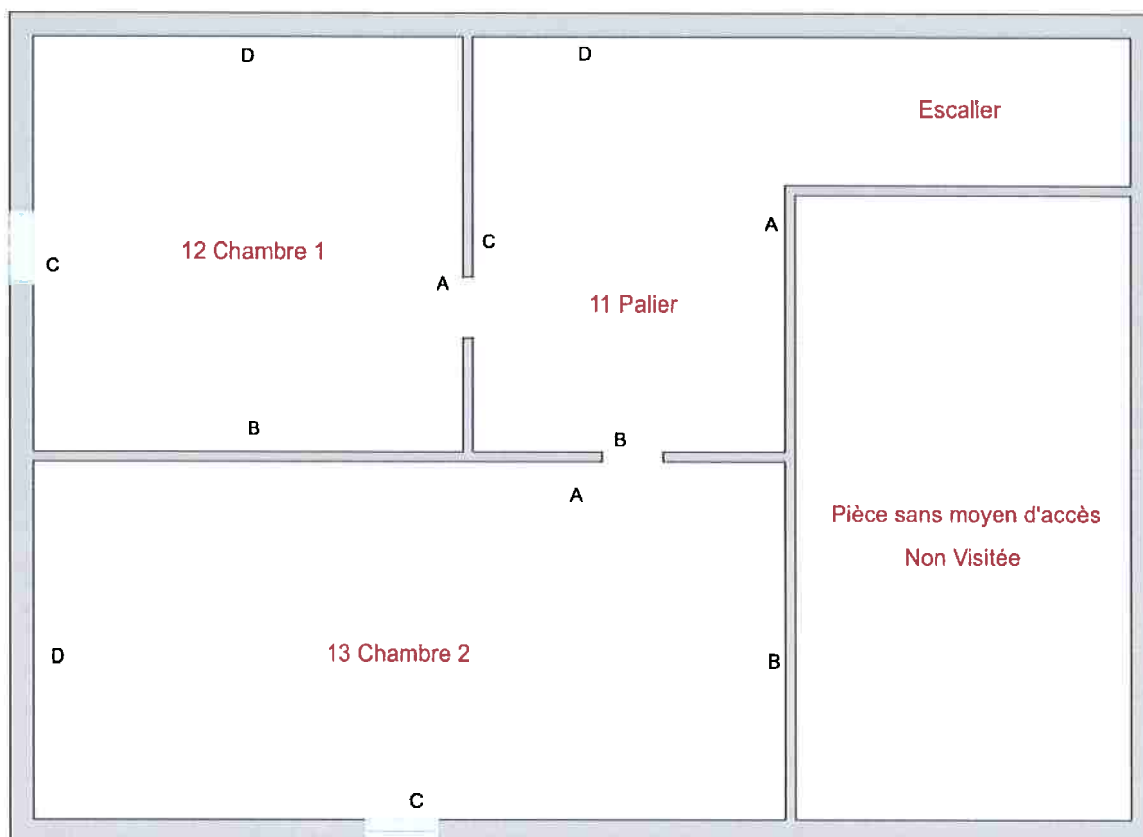 D
D
Escalier
A
12 Chambre 1
C
C
A
11 Palier
B
B
A
Pièce sans moyen d'accès
Non Visitée
D
13 Chambre 2
B
C